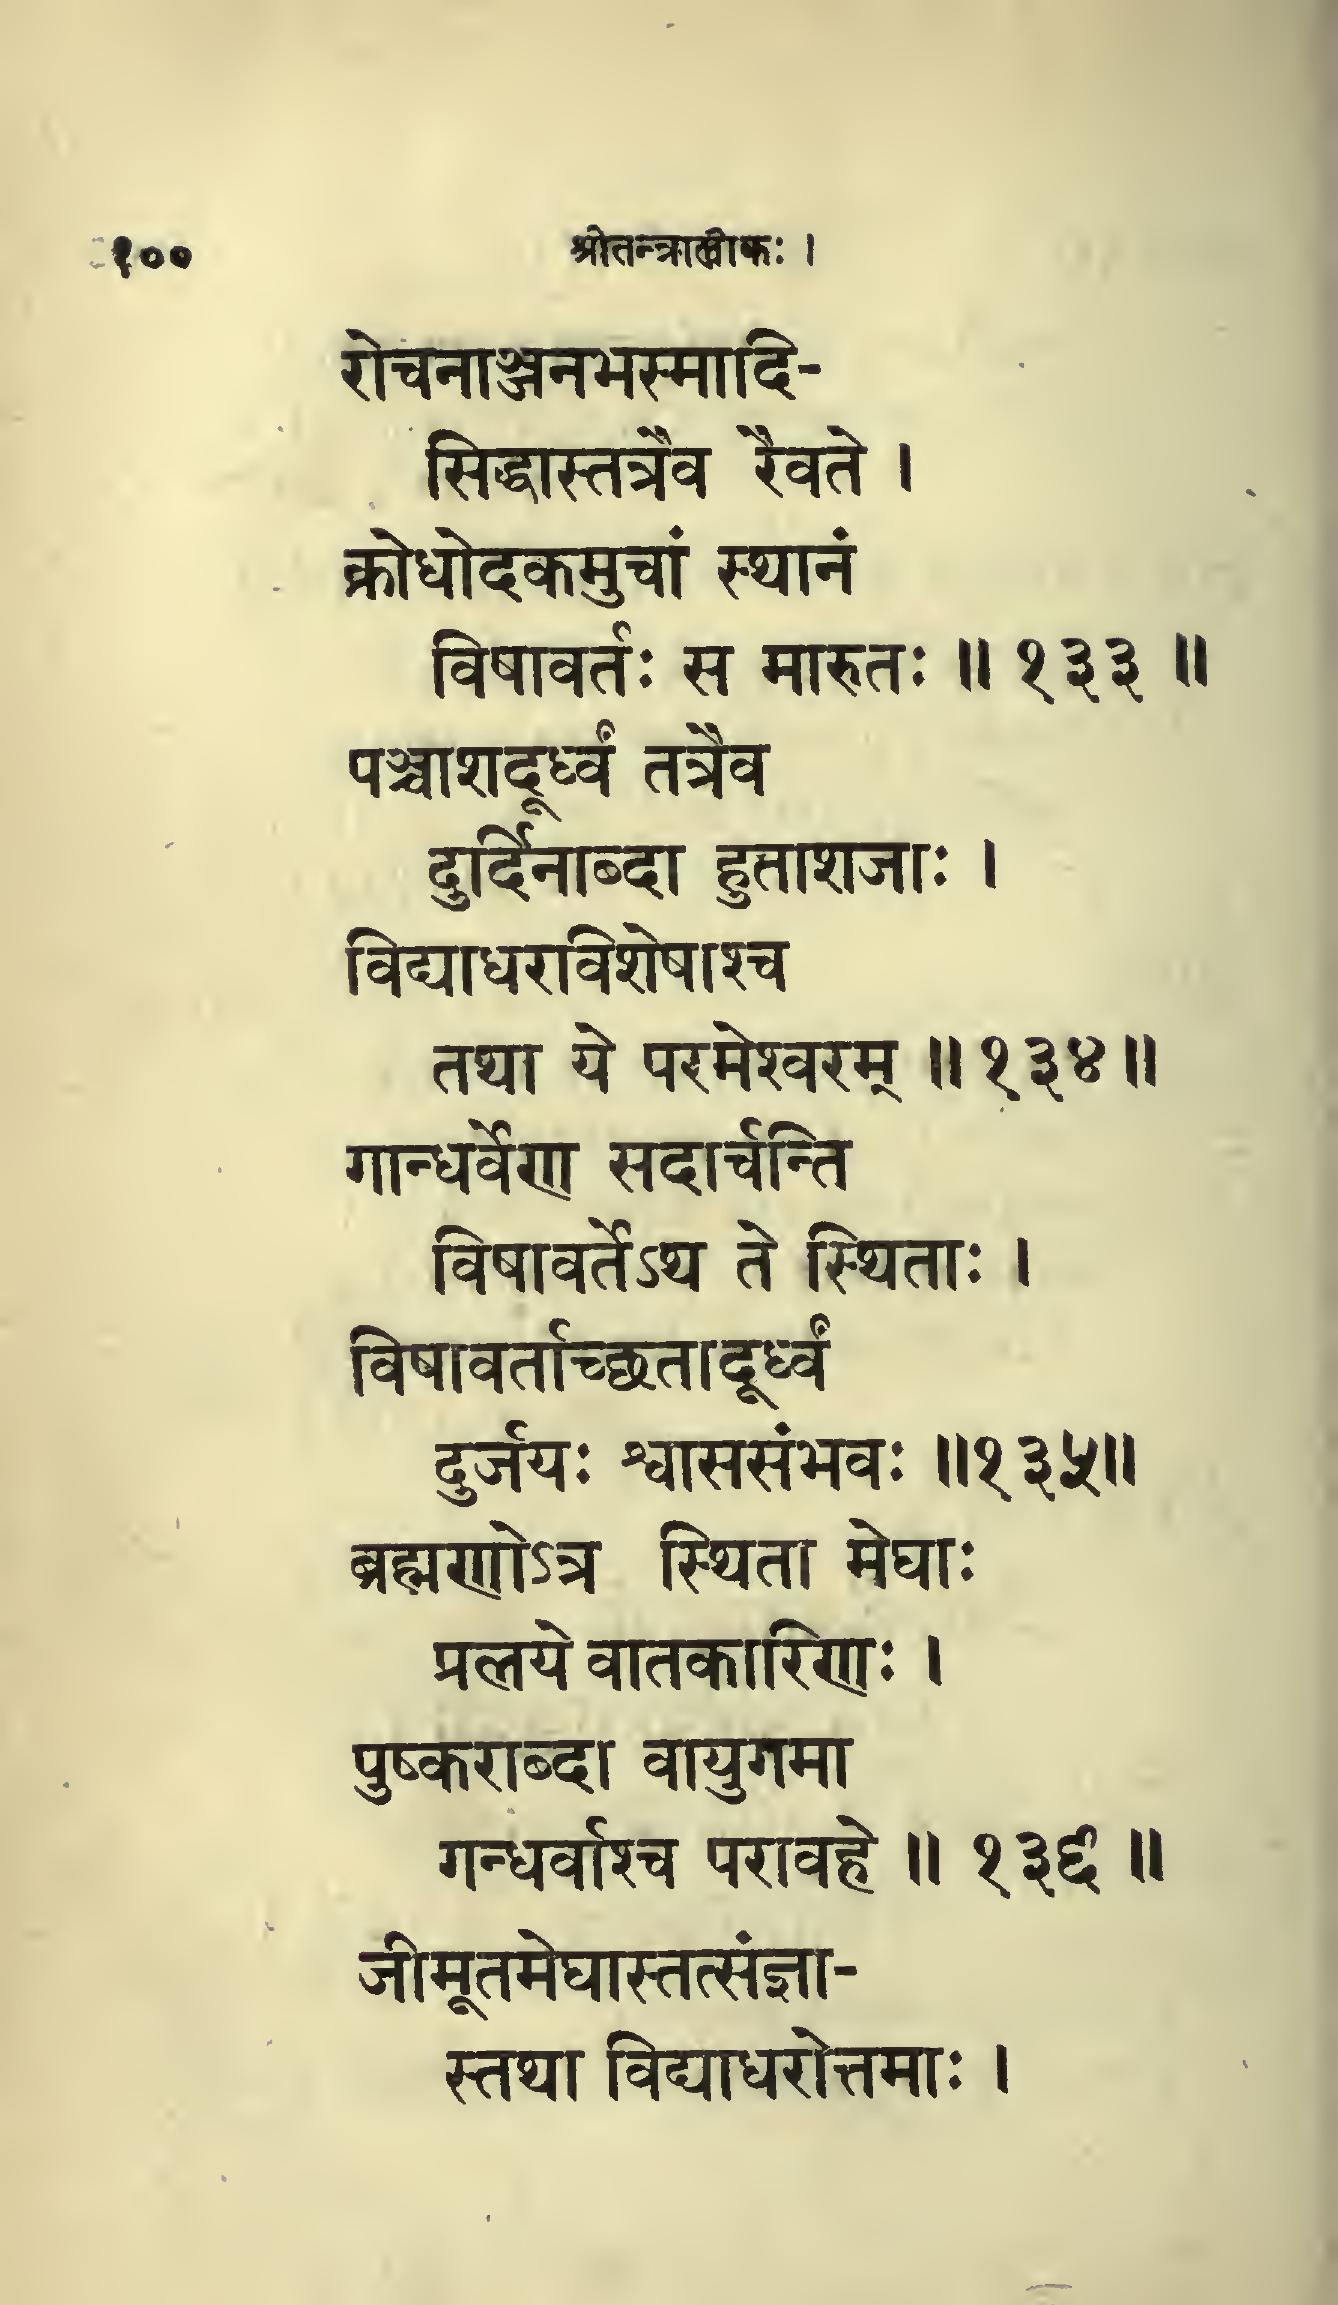 १००
श्रीतन्त्रालोकः ।
रोचनाञ्जनभस्मादि-
सिद्धास्तत्रैव रैवते ।
क्रोधोदकमुचां स्थानं
विषावर्तः स मारुतः ॥ १३३ ॥
पञ्चाशदूर्ध्वं तत्रैव
दुर्दिनाब्दा हुताशजाः ।
विद्याधरविशेषाश्च
तथा ये परमेश्वरम् ॥ १३४ ॥
गान्धर्वेण सदार्चन्ति
विषावर्तेऽथ ते स्थिताः ।
विषावर्ताच्छतादूर्ध्वं
दुर्जयः श्वाससंभवः ॥१३५॥
ब्रह्मणोऽत्र स्थिता मेघाः
प्रलये वातकारिणः ।
पुष्कराब्दा वायुगमा
गन्धर्वाश्च परावहे ॥ १३६ ॥
जीमूतमेघास्तत्संज्ञा-
स्तथा विद्याधरोत्तमाः ।